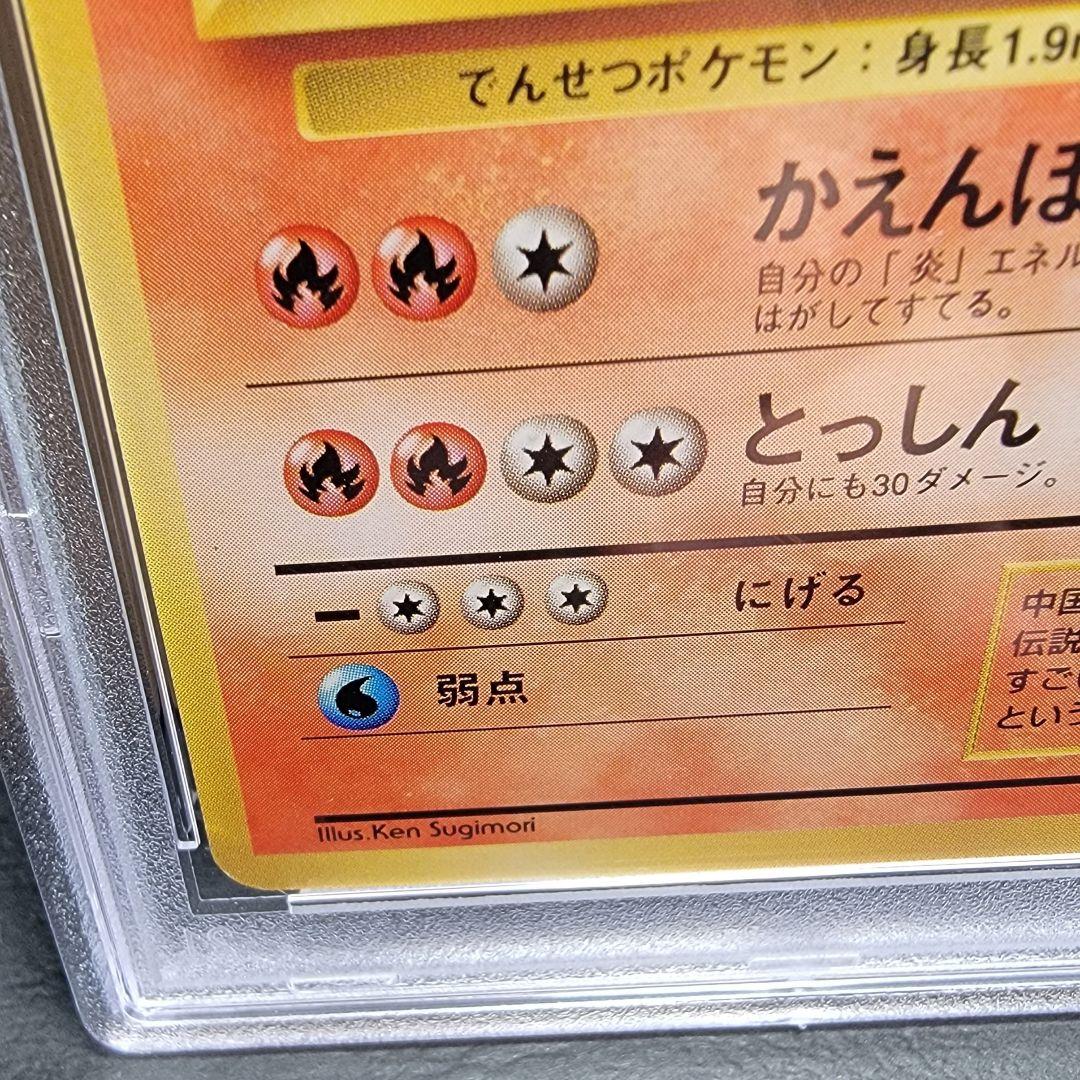 でんせつポケモン：身長1.9m
かえんほ
自分の「炎」エネル
はがしてすてる。
とっしん
自分にも30ダメージ。
にげる
弱点
中国
伝説
すご
という
Illus.Ken Sugimori